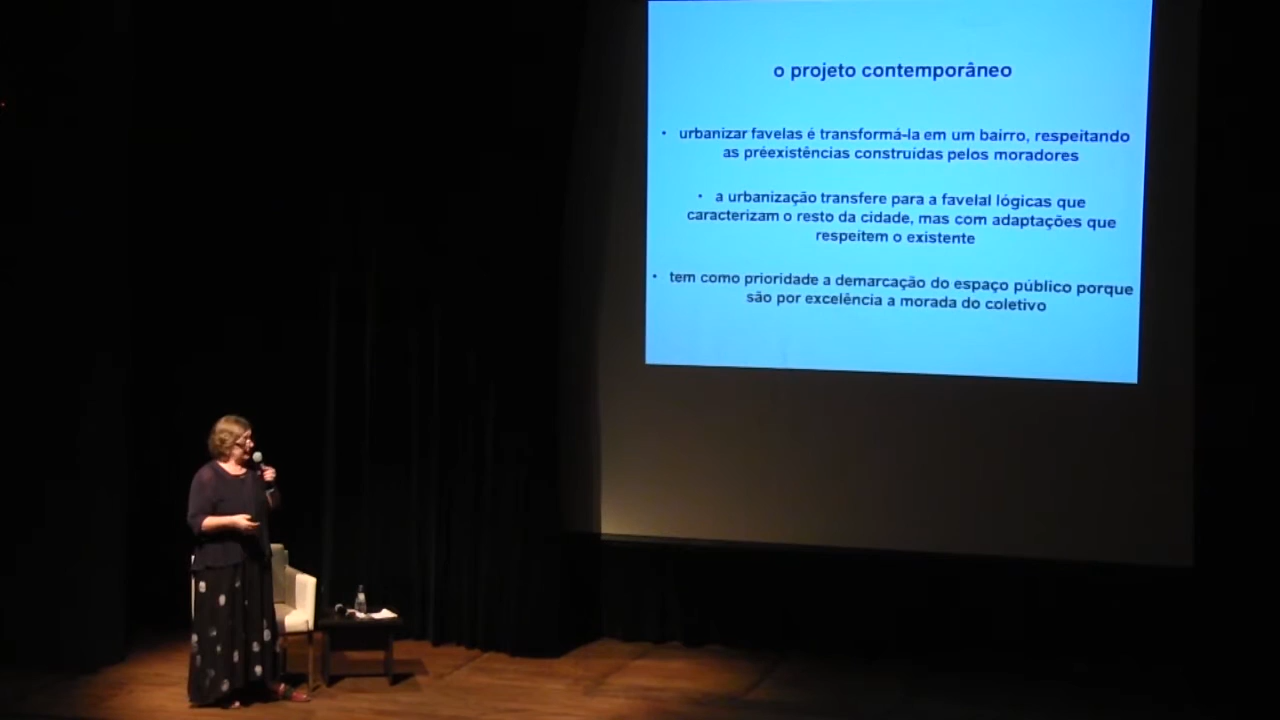 o projeto contemporâneo
• urbanizar favelas é transformá-la em um bairro, respeitando
as préexistências construídas pelos moradores
• a urbanização transfere para a favelal lógicas que
caracterizam o resto da cidade, mas com adaptações que
respeitem o existente
• tem como prioridade a demarcação do espaço público porque
são por excelência a morada do coletivo